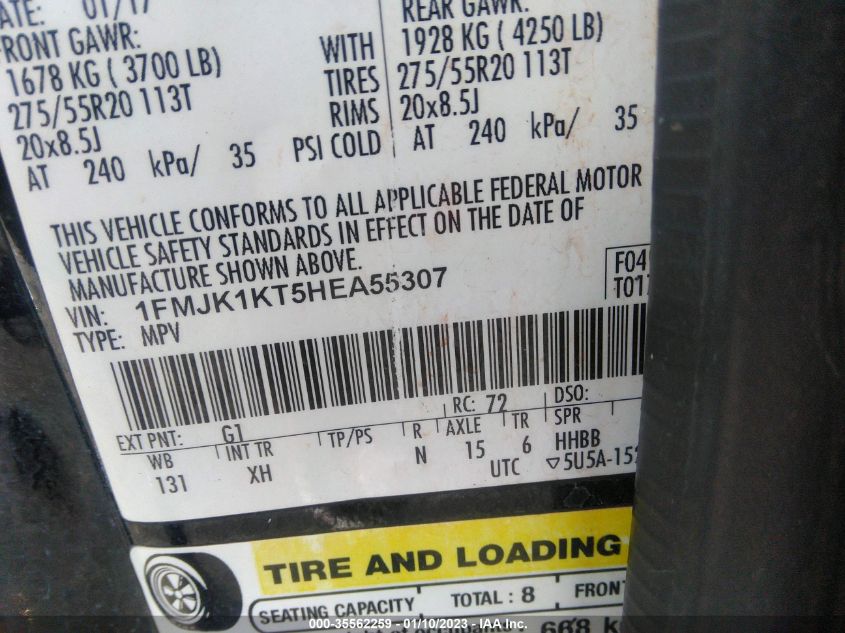 ATE: 01/17
FRONT GAWR:
1678 KG ( 3700 LB)
275/55R20 113T
20x8.5J
AT 240 kPa/ 35
WITH
TIRES
RIMS
PSI COLD
REAR GAWR:
1928 KG ( 4250 LB)
275/55R20 113T
20x8.5J
AT 240 kPa/ 35
THIS VEHICLE CONFORMS TO ALL APPLICABLE FEDERAL MOTOR
VEHICLE SAFETY STANDARDS IN EFFECT ON THE DATE OF
MANUFACTURE SHOWN ABOVE.
VIN: 1FMJK1KT5HEA55307
TYPE: MPV
F04
T017
EXT PNT: G1 RC: 72 DSO:
WB INT TR TP/PS R AXLE TR SPR
131 XH N 15 6 HHBB
UTC ▽5U5A-15
TIRE AND LOADING
SEATING CAPACITY TOTAL : 8 FRONT
668 k
000-35562259 - 01/10/2023 - IAA Inc.